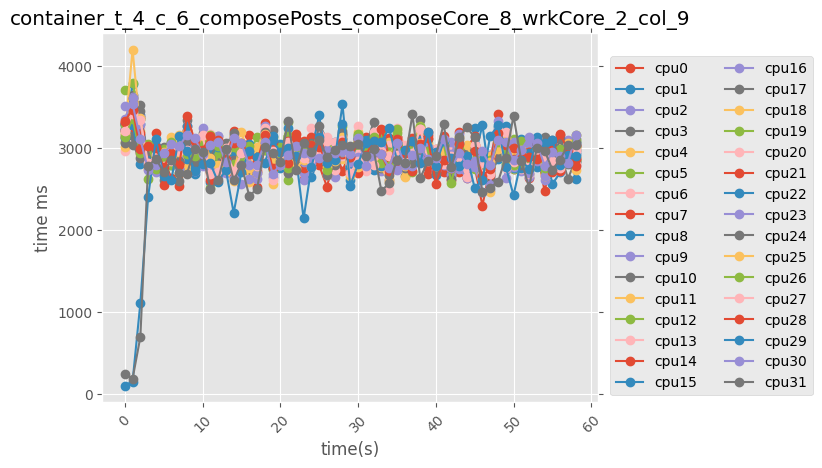 container_t_4_c_6_composePosts_composeCore_8_wrkCore_2_col_9
4000
3000
2000
1000
0
time ms
0
10
20
30
40
50
60
time(s)
cpu0
cpu1
cpu2
cpu3
cpu4
cpu5
cpu6
cpu7
cpu8
cpu9
cpu10
cpu11
cpu12
cpu13
cpu14
cpu15
cpu16
cpu17
cpu18
cpu19
cpu20
cpu21
cpu22
cpu23
cpu24
cpu25
cpu26
cpu27
cpu28
cpu29
cpu30
cpu31